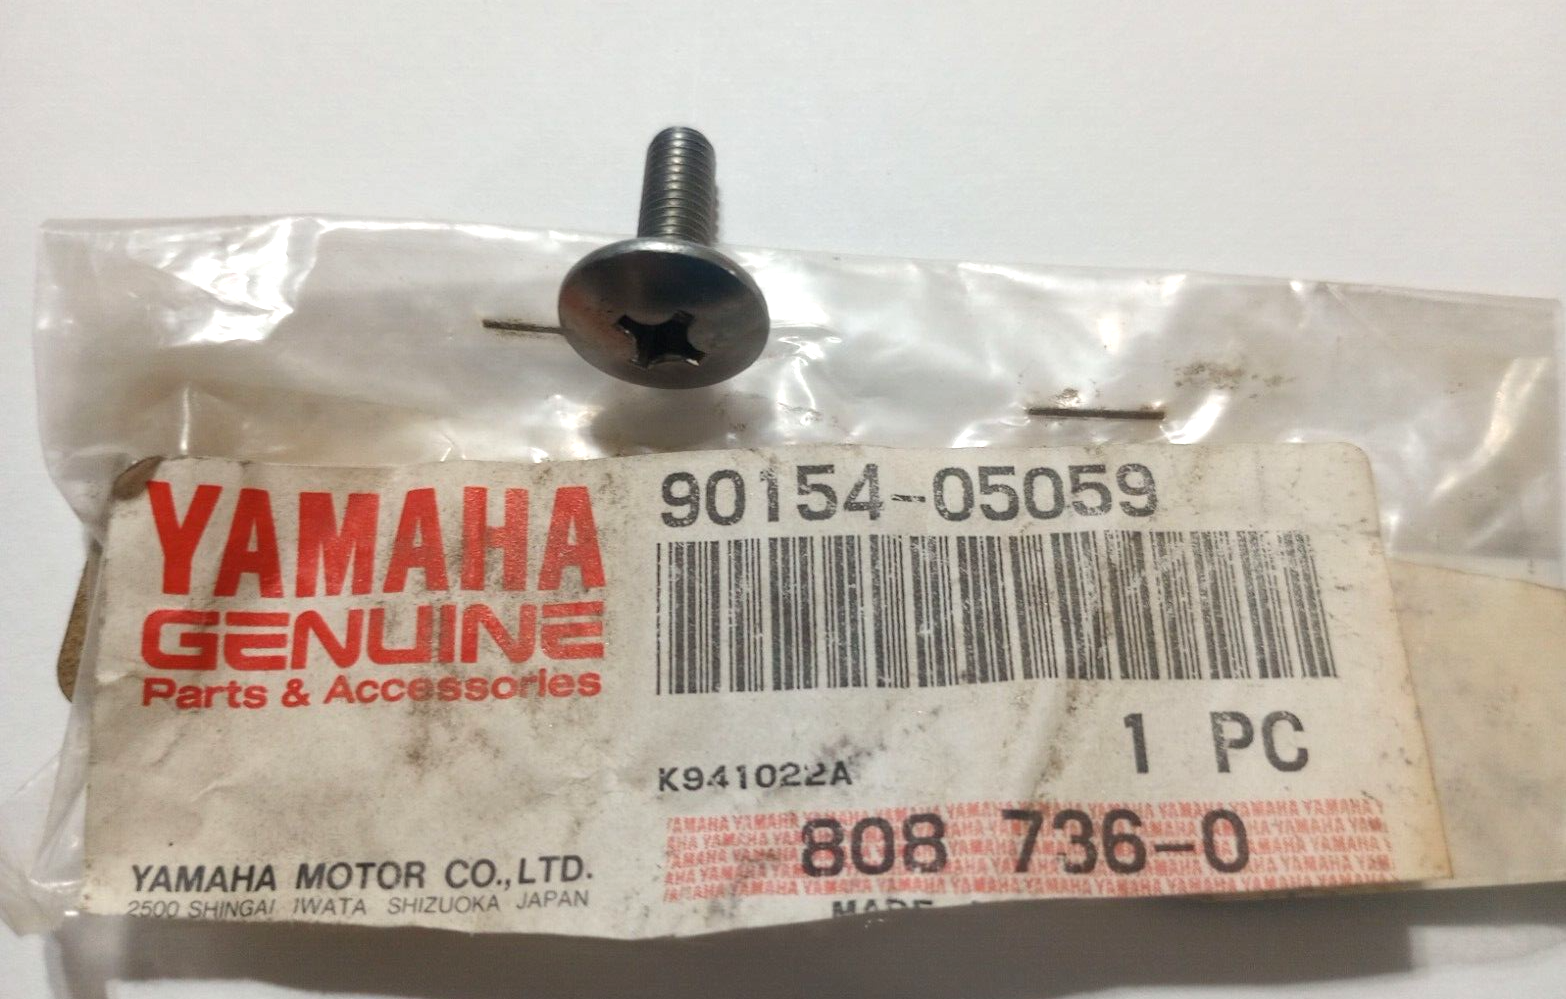 YAMAHA
GENUINE
Parts & Accessories
90154-05059
1 PC
K941022A
808 736-0
YAMAHA MOTOR CO., LTD.
2500 SHINGAI IWATA SHIZUOKA JAPAN
MADE